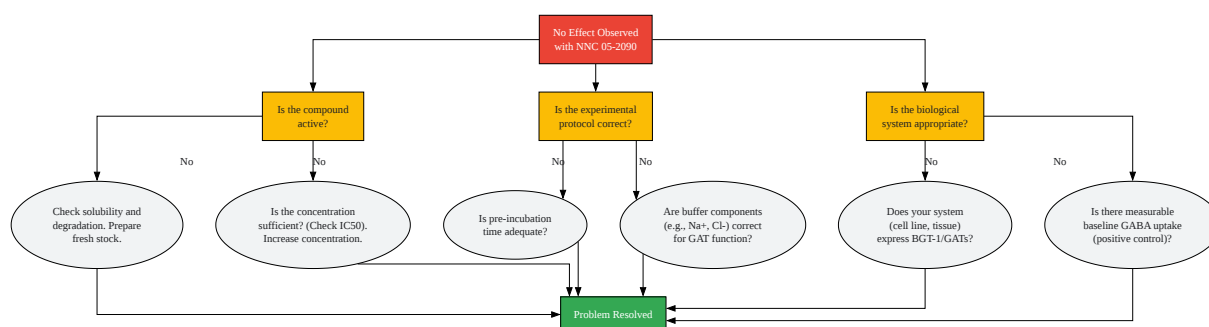 No Effect Observed
with NNC 05-2090
Is the compound
active?
Is the experimental
protocol correct?
Is the biological
system appropriate?
No
No
No
No
No
No
Check solubility and
degradation. Prepare
fresh stock.
Is the concentration
sufficient? (Check IC50).
Increase concentration.
Is pre-incubation
time adequate?
Are buffer components
(e.g., Na+, Cl-) correct
for GAT function?
Does your system
(cell line, tissue)
express BGT-1/GATs?
Is there measurable
baseline GABA uptake
(positive control)?
Problem Resolved